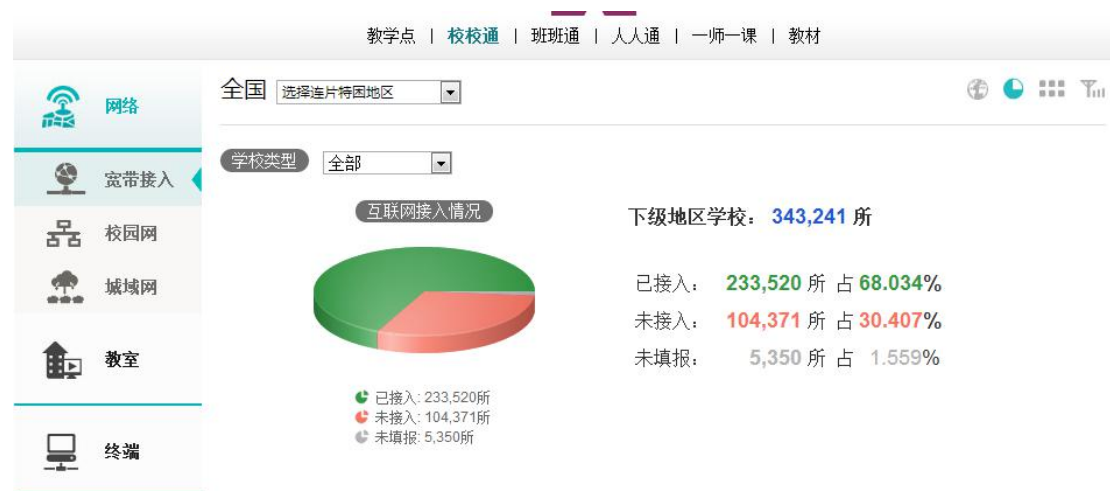 教学点 | 校校通 | 班班通 | 人人通 | 一师一课 | 教材
网络
宽带接入
校园网
城域网
教室
终端
全国 选择连片特困地区
学校类型 全部
互联网接入情况
已接入: 233,520所
未接入: 104,371所
未填报: 5,350所
下级地区学校: 343,241 所
已接入: 233,520 所 占 68.034%
未接入: 104,371 所 占 30.407%
未填报: 5,350 所 占 1.559%